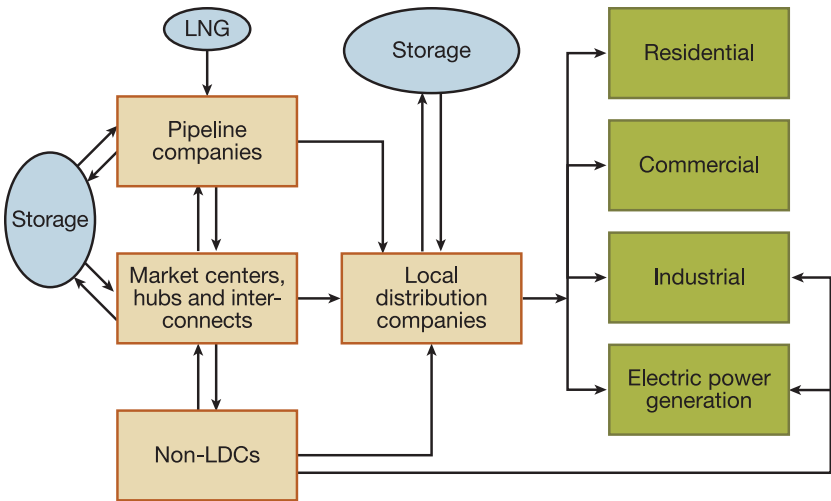 LNG
Storage
Residential
Pipeline
companies
Commercial
Storage
Market centers,
hubs and inter-
connects
Local
distribution
companies
Industrial
Electric power
generation
Non-LDCs